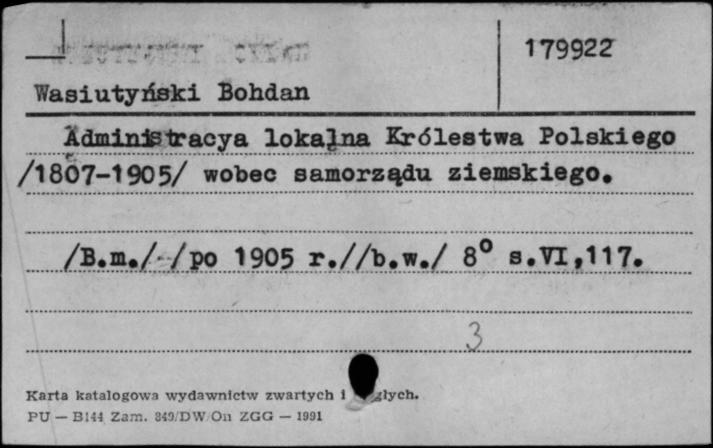 179922
Wasiutyński Bohdan
Administracya lokalna Królestwa Polskiego
/1807-1905/ wobec samorządu ziemskiego.
/B.m./ /po 1905 r.//b.w./ 8° s.VI,117.
3
Karta katalogowa wydawnictw zwartych i
PU — B144 Zam. 349/DW/On ZGG — 1991